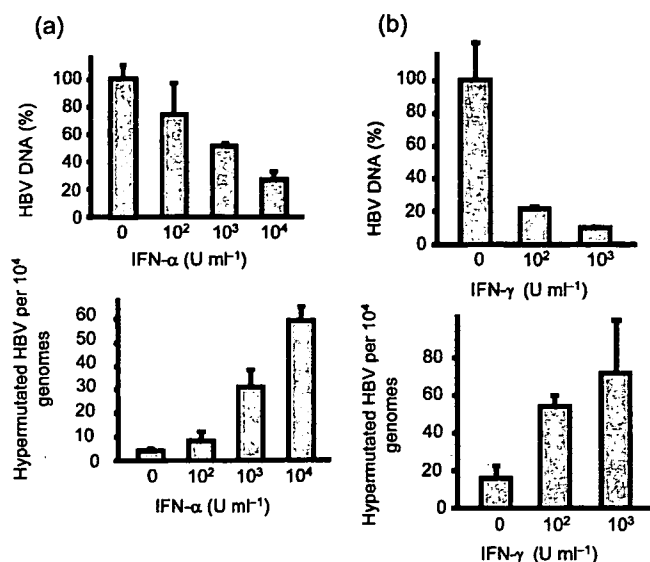 (a)
HBV DNA (%)
100
80
60
40
20
0
0 10² 10³ 10⁴
IFN-α (U ml⁻¹)
Hypermutated HBV per 10⁴
genomes
60
50
40
30
20
10
0
0 10² 10³ 10⁴
IFN-α (U ml⁻¹)
(b)
HBV DNA (%)
100
80
60
40
20
0
0 10² 10³
IFN-γ (U ml⁻¹)
Hypermutated HBV per 10⁴
genomes
80
60
40
20
0
0 10² 10³
IFN-γ (U ml⁻¹)